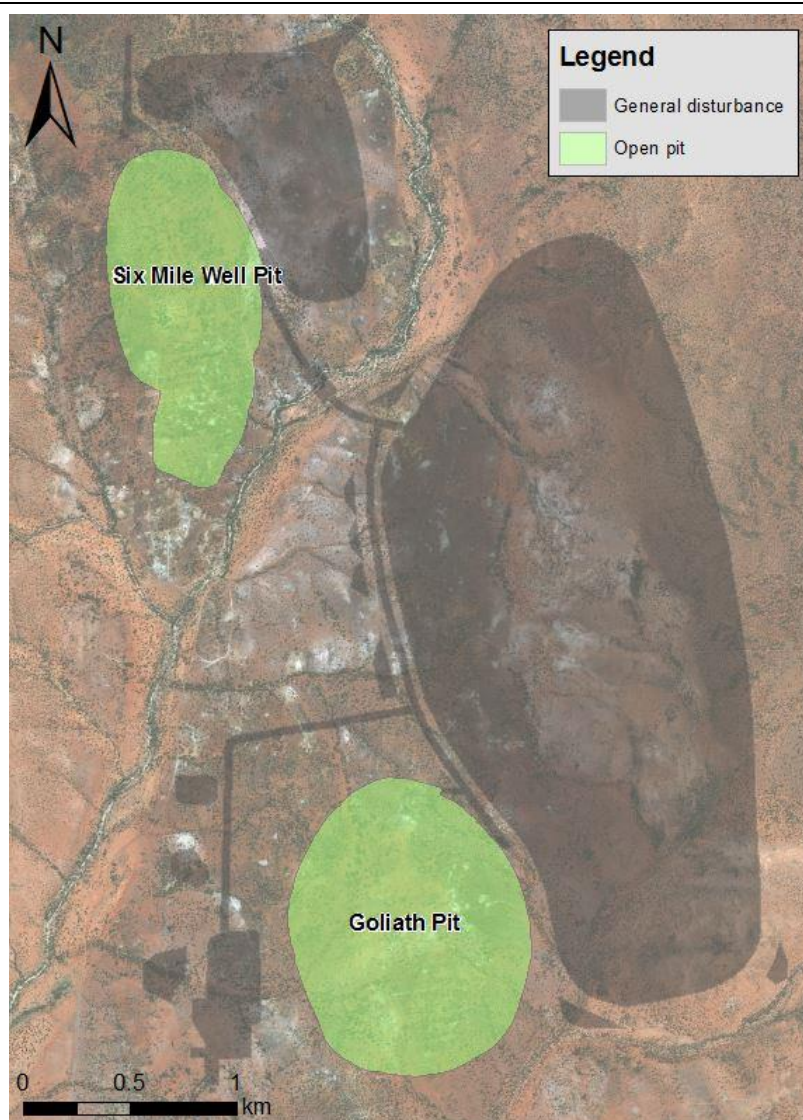 N
Legend
General disturbance
Open pit
Six Mile Well Pit
Goliath Pit
0 0.5 1
km